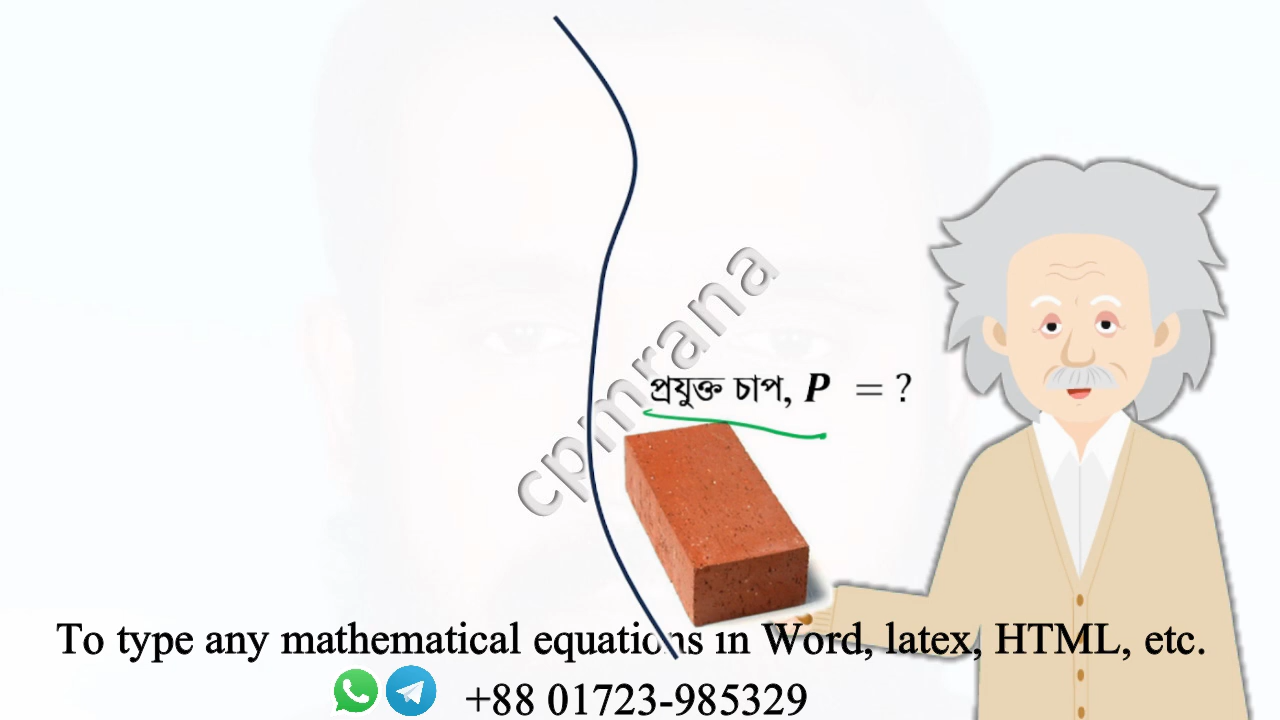 cpmrana
প্রযুক্ত চাপ, P = ?
To type any mathematical equations in Word, latex, HTML, etc.
+88 01723-985329